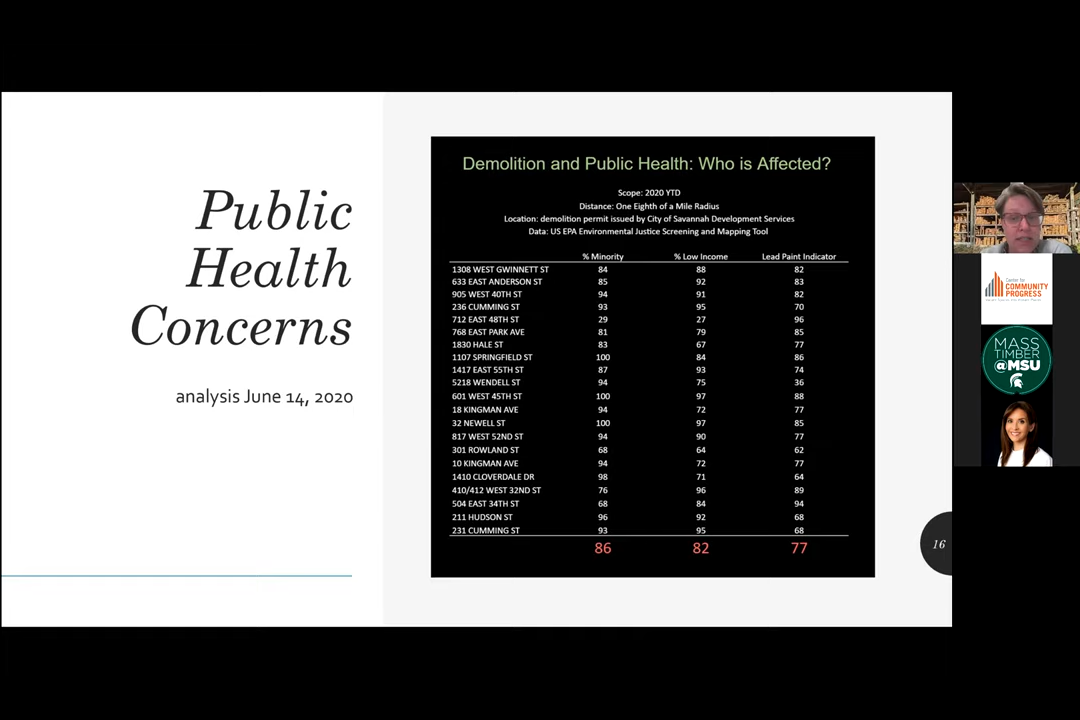 Public
Health
Concerns
analysis June 14, 2020
Demolition and Public Health: Who is Affected?
Scope: 2020 YTD
Distance: One Eighth of a Mile Radius
Location: demolition permit issued by City of Savannah Development Services
Data: US EPA Environmental Justice Screening and Mapping Tool
% Minority % Low Income Lead Paint Indicator
1308 WEST GWINNETT ST 84 88 82
633 EAST ANDERSON ST 85 92 83
905 WEST 40TH ST 94 91 82
236 CUMMING ST 93 95 70
712 EAST 48TH ST 29 27 96
768 EAST PARK AVE 81 79 85
1830 HALE ST 83 67 77
1107 SPRINGFIELD ST 100 84 86
1417 EAST 55TH ST 87 93 74
5218 WENDELL ST 94 75 36
601 WEST 45TH ST 100 97 88
18 KINGMAN AVE 94 72 77
32 NEWELL ST 100 97 85
817 WEST 52ND ST 94 90 77
301 ROWLAND ST 68 64 62
10 KINGMAN AVE 94 72 77
1410 CLOVERDALE DR 98 71 64
410/412 WEST 32ND ST 76 96 89
504 EAST 34TH ST 68 84 94
211 HUDSON ST 96 92 68
231 CUMMING ST 93 95 68
86 82 77
16
Center for
COMMUNITY
PROGRESS
MASS
TIMBER
@MSU